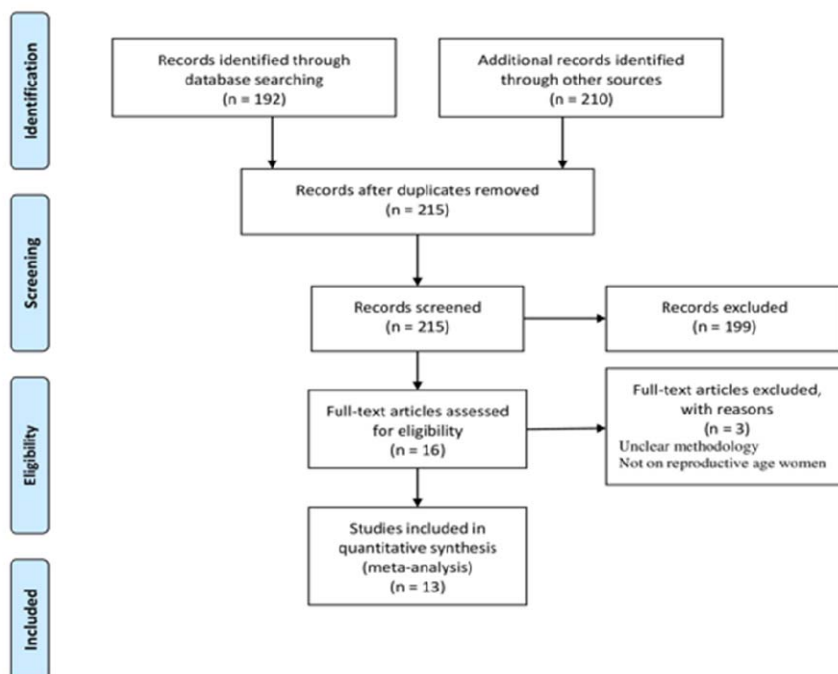 Identification
Records identified through
database searching
(n = 192)
Additional records identified
through other sources
(n = 210)
Records after duplicates removed
(n = 215)
Screening
Records screened
(n = 215)
Records excluded
(n = 199)
Eligibility
Full-text articles assessed
for eligibility
(n = 16)
Full-text articles excluded,
with reasons
(n = 3)
Unclear methodology
Not on reproductive age women
Studies included in
quantitative synthesis
(meta-analysis)
(n = 13)
Included